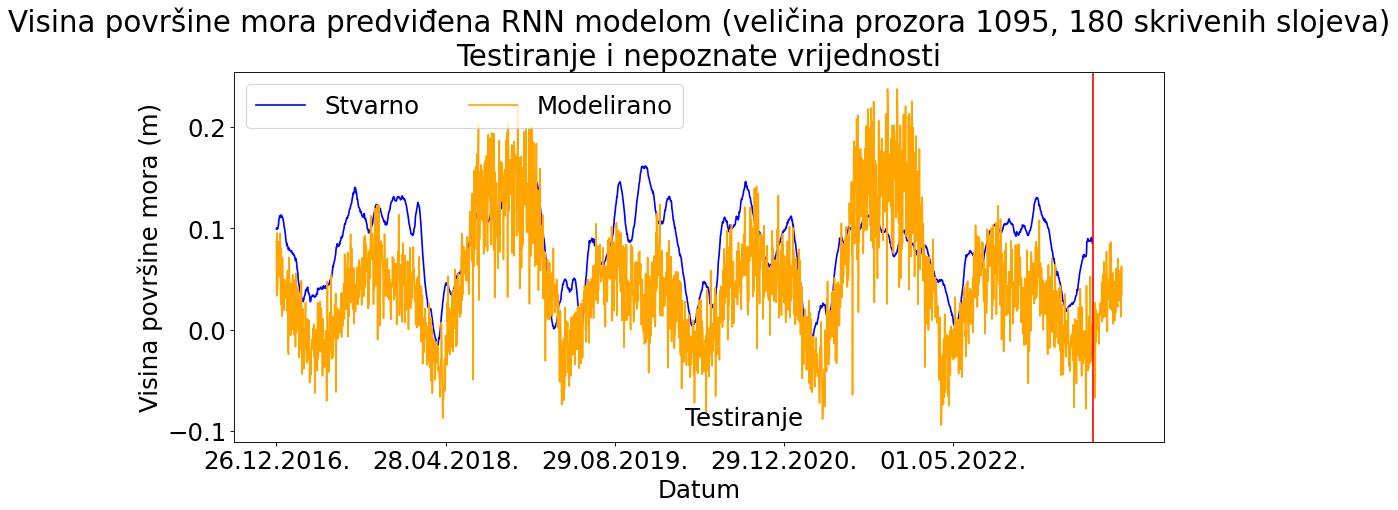 Visina površine mora predviđena RNN modelom (veličina prozora 1095, 180 skrivenih slojeva)
Testiranje i nepoznate vrijednosti
Stvarno
Modelirano
Visina površine mora (m)
0.2
0.1
0.0
−0.1
Testiranje
26.12.2016.
28.04.2018.
29.08.2019.
29.12.2020.
01.05.2022.
Datum